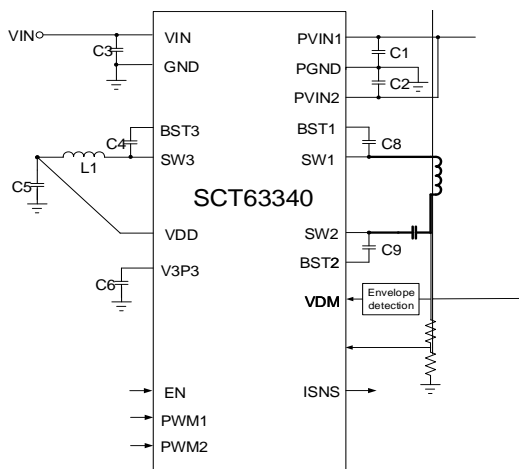 VIN
C3
VIN
GND
C4
BST3
L1
SW3
C5
VDD
C6
V3P3
EN
PWM1
PWM2
SCT63340
PVIN1
C1
PGND
C2
PVIN2
BST1
C8
SW1
SW2
C9
BST2
VDM
Envelope
detection
ISNS